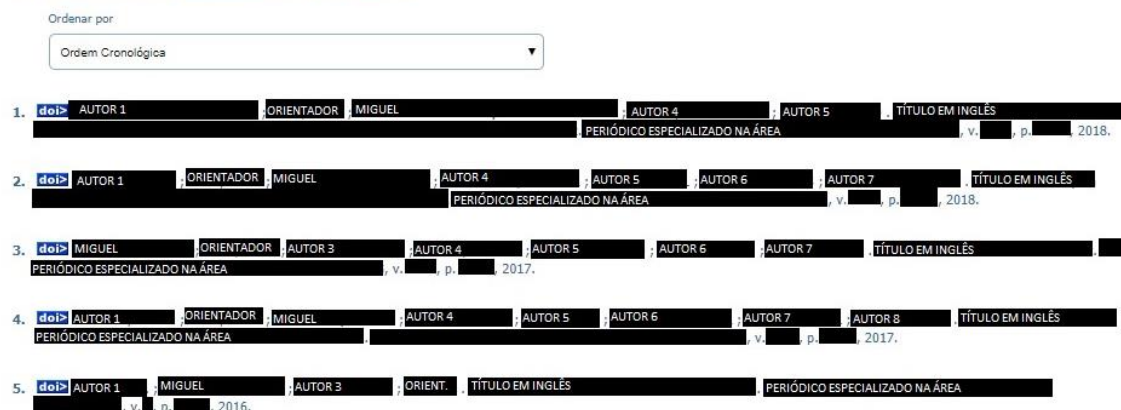 Ordenar por
Ordem Cronológica
1. doi> AUTOR 1 ; ORIENTADOR ; MIGUEL ; AUTOR 4 ; AUTOR 5 . TÍTULO EM INGLÊS
. PERIÓDICO ESPECIALIZADO NA ÁREA , v. , p. , 2018.
2. doi> AUTOR 1 ; ORIENTADOR ; MIGUEL ; AUTOR 4 ; AUTOR 5 ; AUTOR 6 ; AUTOR 7 . TÍTULO EM INGLÊS
PERIÓDICO ESPECIALIZADO NA ÁREA , v. , p. , 2018.
3. doi> MIGUEL ; ORIENTADOR ; AUTOR 3 ; AUTOR 4 ; AUTOR 5 ; AUTOR 6 ; AUTOR 7 . TÍTULO EM INGLÊS .
PERIÓDICO ESPECIALIZADO NA ÁREA , v. , p. , 2017.
4. doi> AUTOR 1 ; ORIENTADOR ; MIGUEL ; AUTOR 4 ; AUTOR 5 ; AUTOR 6 ; AUTOR 7 ; AUTOR 8 . TÍTULO EM INGLÊS
PERIÓDICO ESPECIALIZADO NA ÁREA . , v. , p. , 2017.
5. doi> AUTOR 1 ; MIGUEL ; AUTOR 3 ; ORIENT. . TÍTULO EM INGLÊS . PERIÓDICO ESPECIALIZADO NA ÁREA
, v. , p. , 2016.